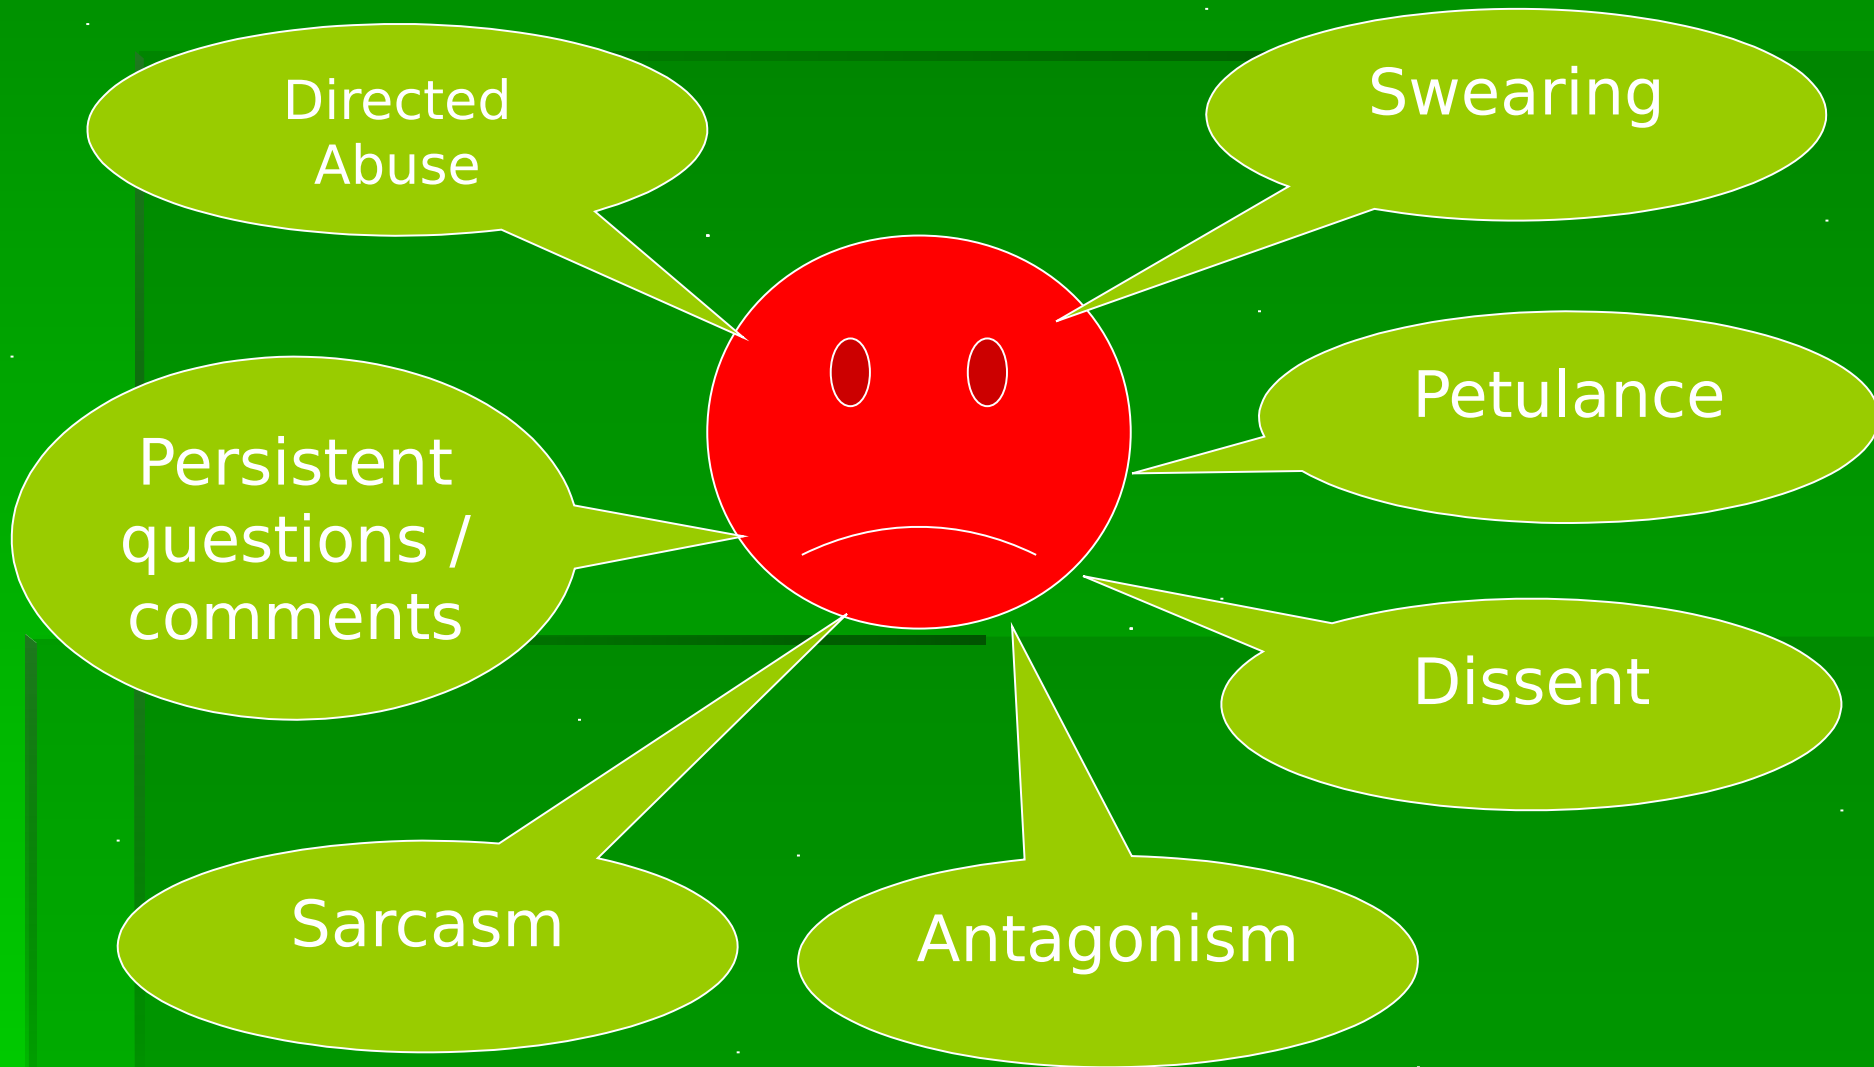 Directed
Abuse
Swearing
Petulance
Persistent
questions /
comments
Dissent
Sarcasm
Antagonism